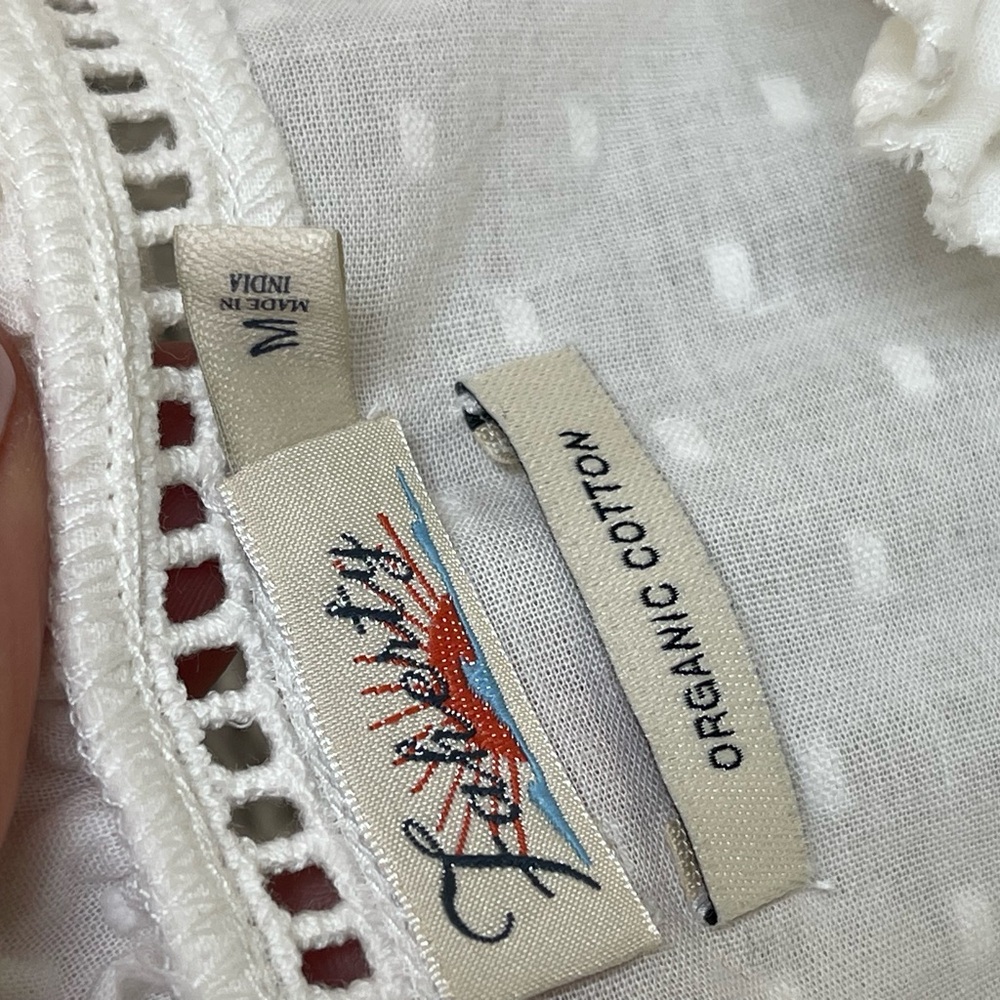 M
MADE IN
INDIA
Faherty
ORGANIC COTTON